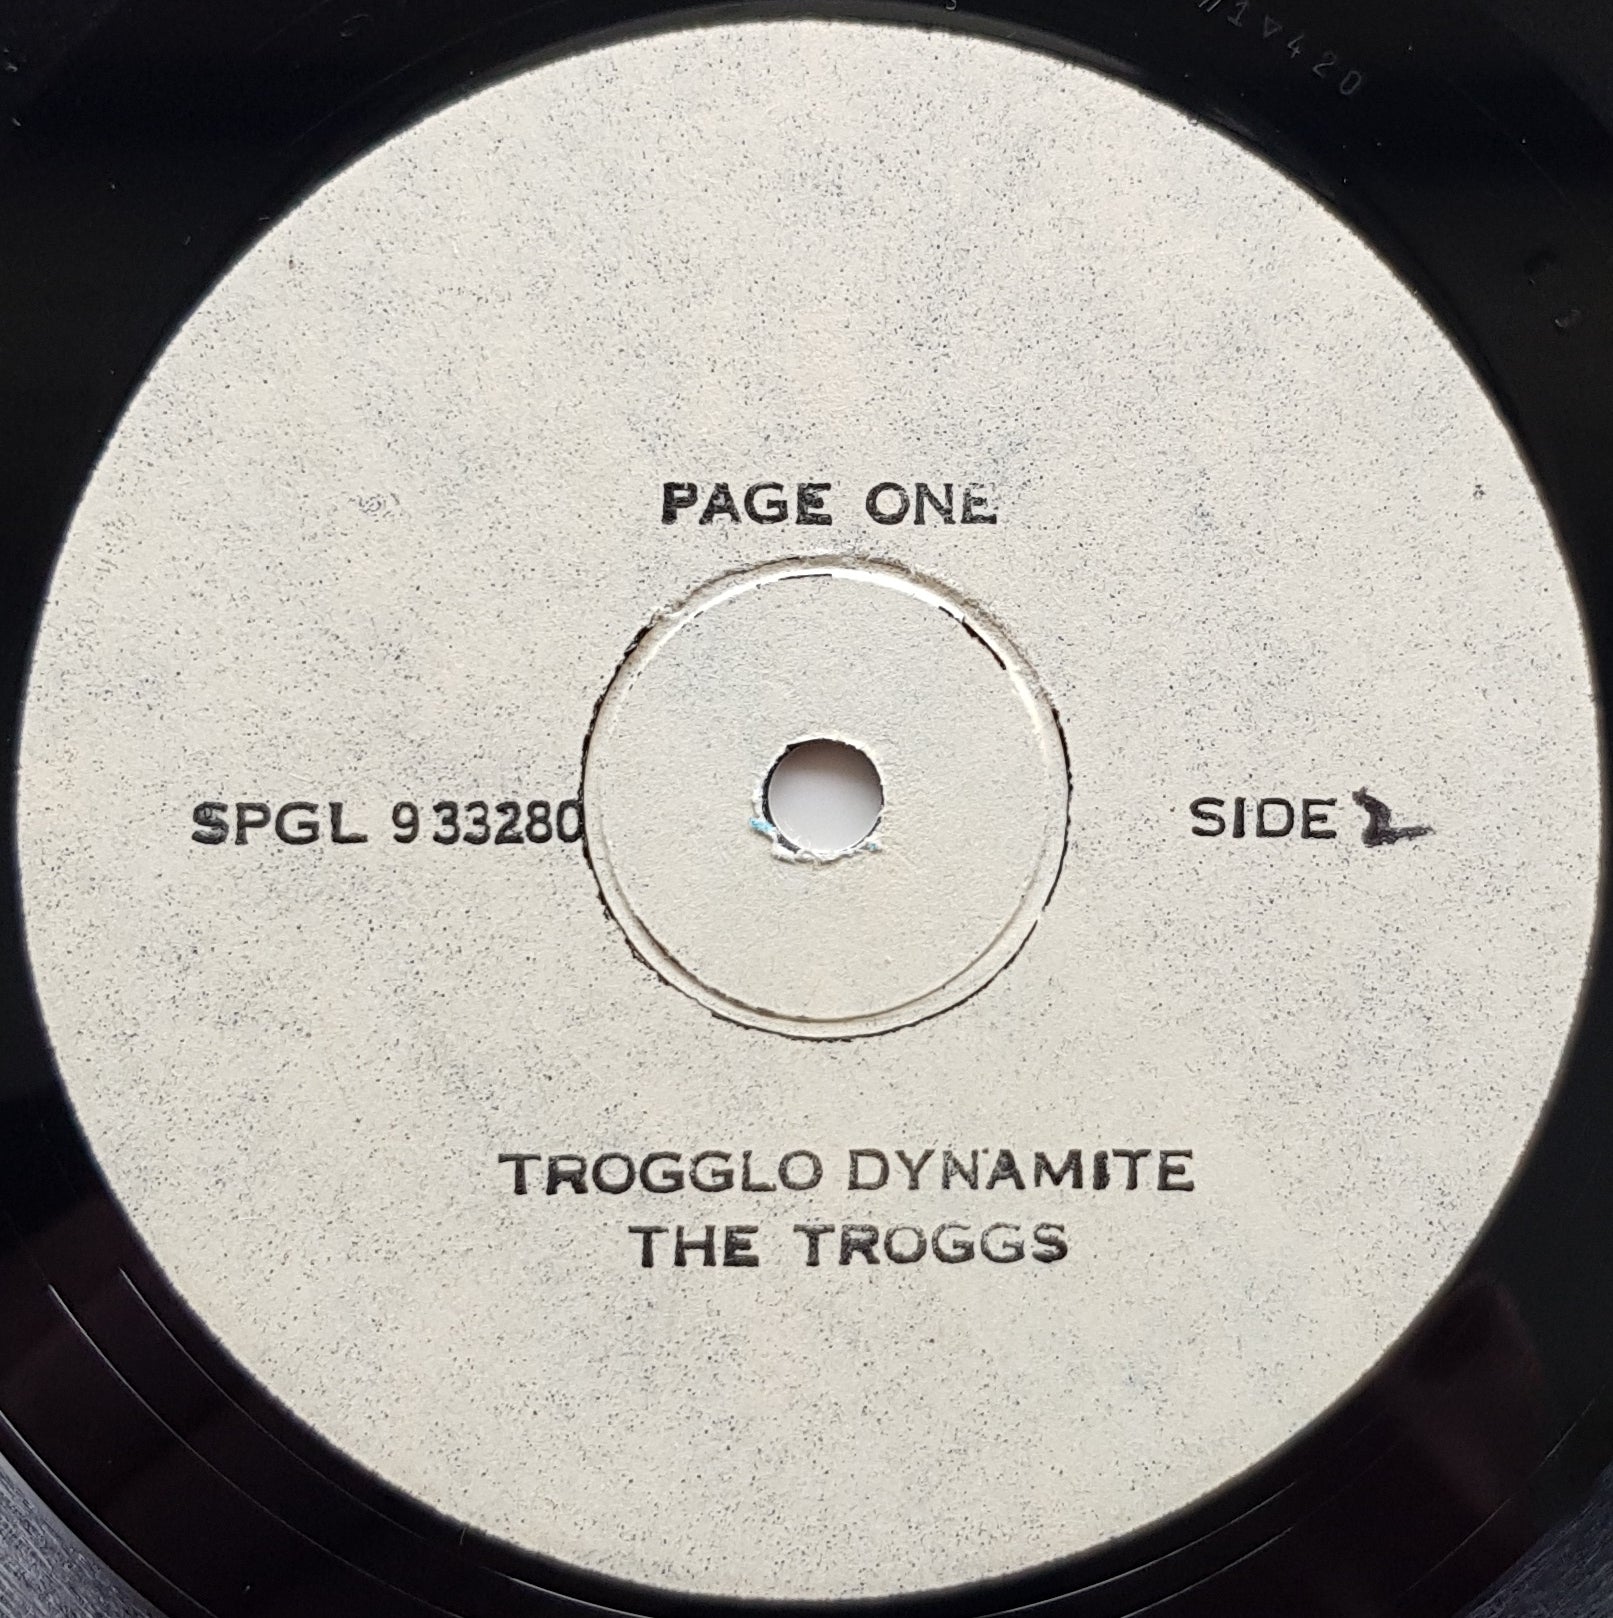 PAGE ONE
SPGL 933280
SIDE 2
TROGGLO DYNAMITE
THE TROGGS